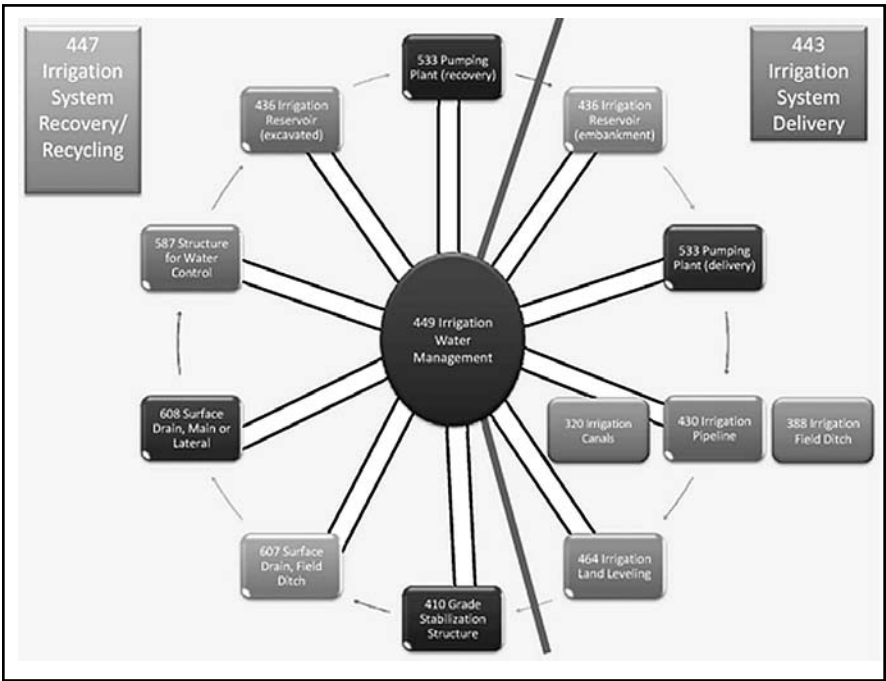 447
Irrigation
System
Recovery/
Recycling
443
Irrigation
System
Delivery
533 Pumping
Plant (recovery)
436 Irrigation
Reservoir
(embankment)
533 Pumping
Plant (delivery)
320 Irrigation
Canals
430 Irrigation
Pipeline
388 Irrigation
Field Ditch
464 Irrigation
Land Leveling
410 Grade
Stabilization
Structure
607 Surface
Drain, Field
Ditch
608 Surface
Drain, Main or
Lateral
587 Structure
for Water
Control
436 Irrigation
Reservoir
(excavated)
449 Irrigation
Water
Management